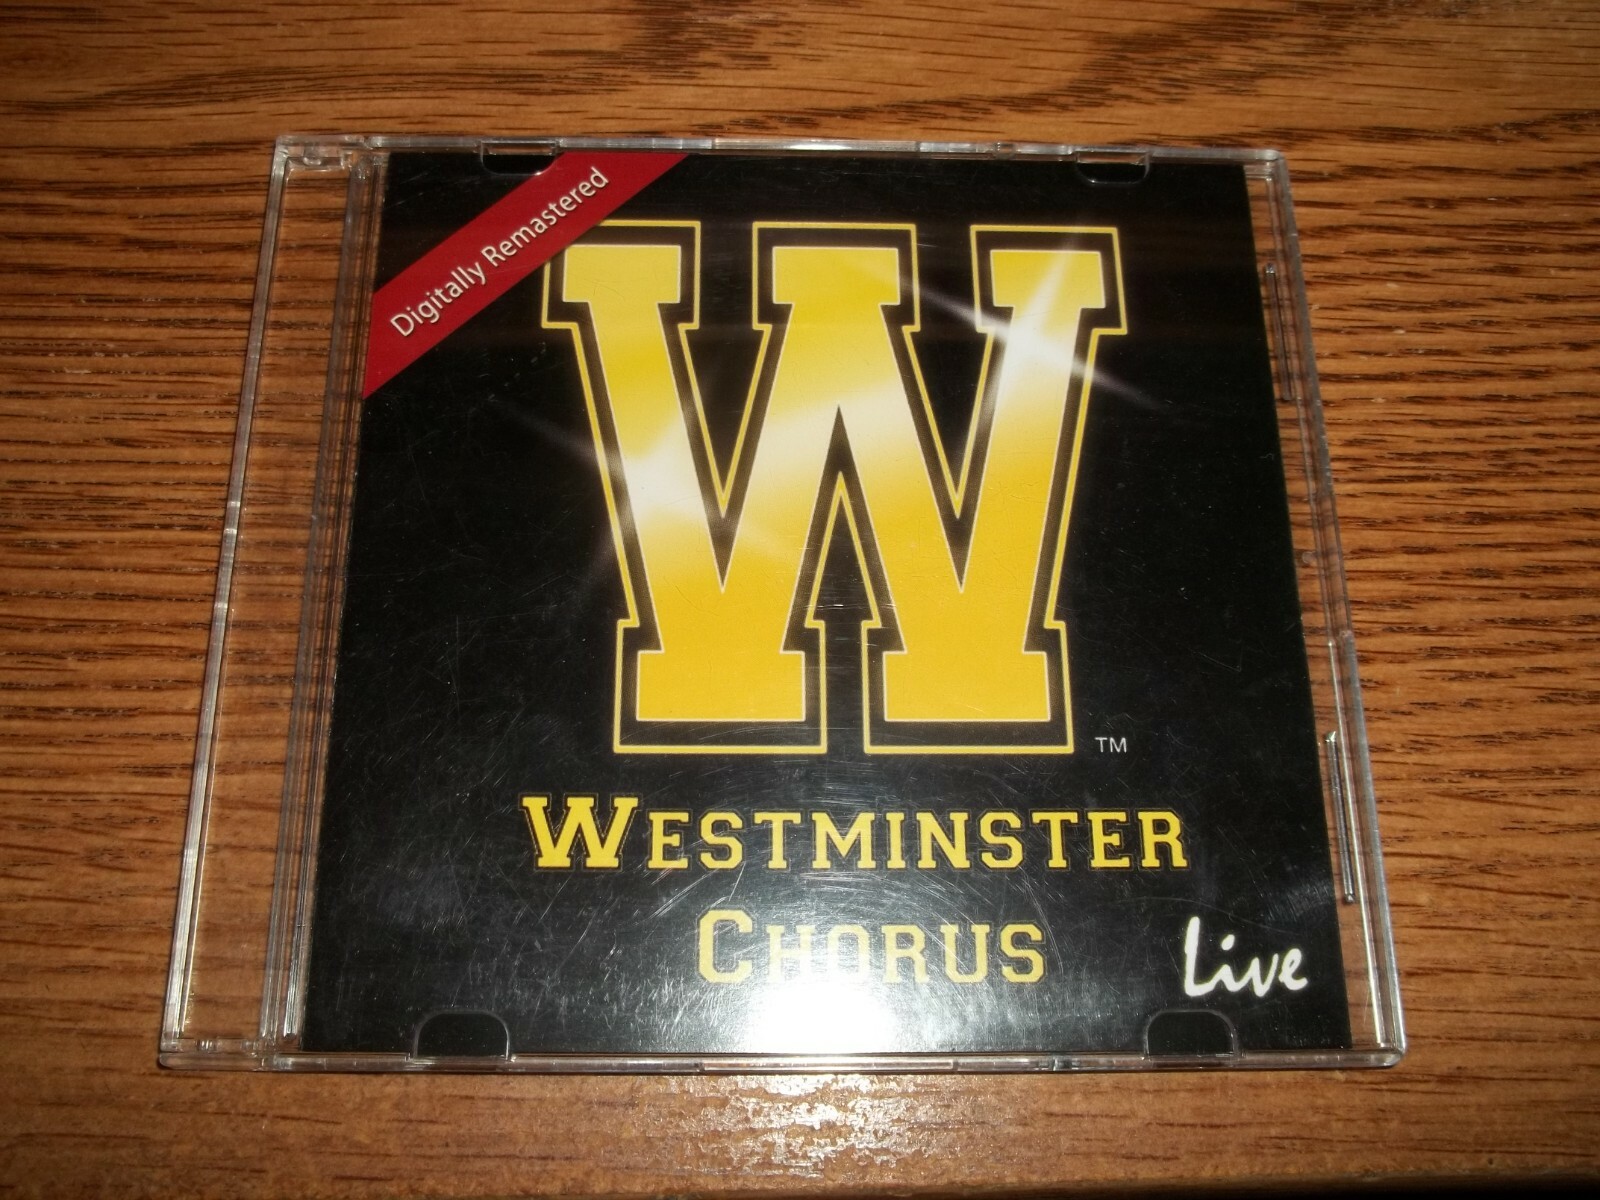 Digitally Remastered
W
TM
WESTMINSTER
CHORUS
Live